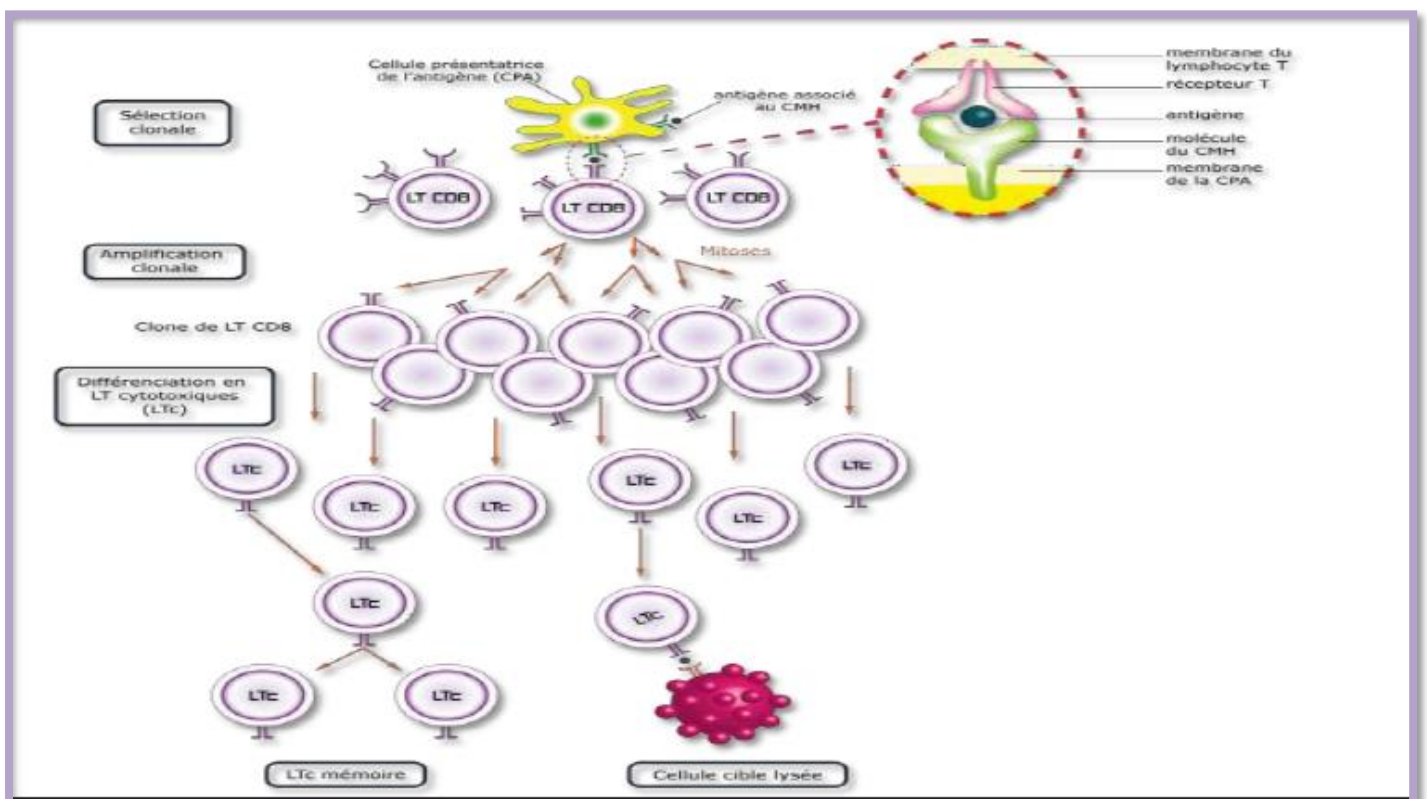 Cellule présentatrice
de l'antigène (CPA)
antigène associé
au CMH
membrane du
lymphocyte T
récepteur T
antigène
molécule
du CMH
membrane
de la CPA
Sélection
clonale
LT CD8
LT CD8
LT CD8
Amplification
clonale
Mitoses
Clone de LT CD8
Différenciation en
LT cytotoxiques
(LTc)
LTc
LTc
LTc
LTc
LTc
LTc
LTc
LTc
LTc
LTc
LTc mémoire
Cellule cible lysée